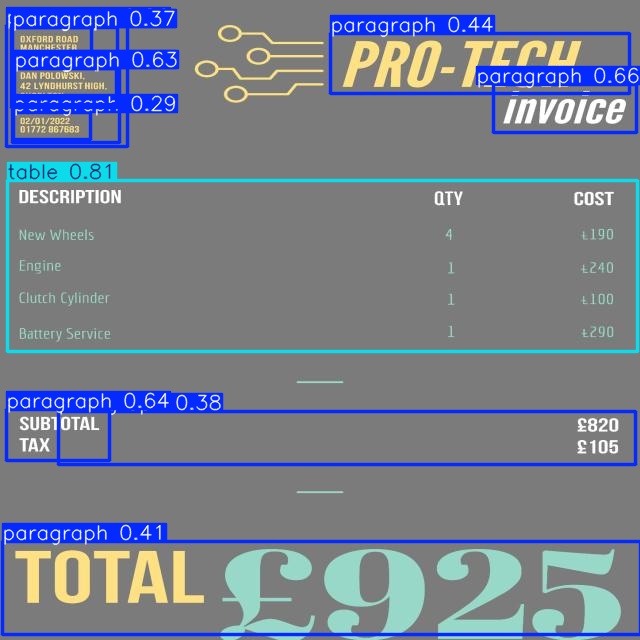 paragraph 0.37
OXFORD ROAD
MANCHESTER
paragraph 0.63
DAN POLOWSKI,
42 LYNDHURST HIGH,
paragraph 0.29
02/01/2022
01772 867683
paragraph 0.44
PRO-TECH
paragraph 0.66
invoice
table 0.81
DESCRIPTION QTY COST
New Wheels 4 £190
Engine 1 £240
Clutch Cylinder 1 £100
Battery Service 1 £290
paragraph 0.64 0.38
SUBTOTAL £820
TAX £105
paragraph 0.41
TOTAL £925